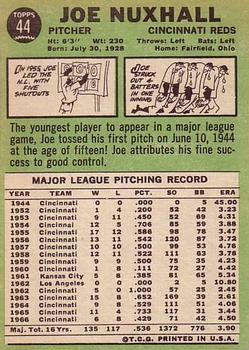 TOPPS
44
JOE NUXHALL
PITCHER CINCINNATI REDS
Ht: 6'3" Wt: 230 Throws: Left Bats: Left
Born: July 30, 1928 Home: Fairfield, Ohio
IN 1955, JOE
LED THE
N.L. WITH
FIVE
SHUTOUTS
JOE
STRUCK OUT
4 BATTERS
IN ONE
INNING
The youngest player to appear in a major league
game, Joe tossed his first pitch on June 10, 1944
at the age of fifteen! Joe attributes his fine suc-
cess to good control.
MAJOR LEAGUE PITCHING RECORD
YEAR TEAM W L PCT. SO BB ERA
1944 Cincinnati 0 0 .000 0 5 45.00
1952 Cincinnati 1 4 .200 52 42 3.23
1953 Cincinnati 9 11 .450 52 69 4.32
1954 Cincinnati 12 5 .706 85 59 3.89
1955 Cincinnati 17 12 .586 98 78 3.47
1956 Cincinnati 13 11 .542 120 87 3.72
1957 Cincinnati 10 10 .500 99 53 4.75
1958 Cincinnati 12 11 .522 111 63 3.79
1959 Cincinnati 9 9 .500 75 35 4.24
1960 Cincinnati 1 8 .111 72 27 4.42
1961 Kansas City 5 8 .385 81 65 5.34
1962 Los Angeles 0 0 .000 2 5 10.80
1962 Cincinnati 5 0 1.000 57 25 2.45
1963 Cincinnati 15 8 .652 169 39 2.61
1964 Cincinnati 9 8 .529 111 51 4.07
1965 Cincinnati 11 4 .733 117 31 3.45
1966 Cincinnati 6 8 .429 71 42 4.50
Maj. Tot. 16 Yrs. 135 117 .536 1372 776 3.90
©T.C.G. PRINTED IN U.S.A.